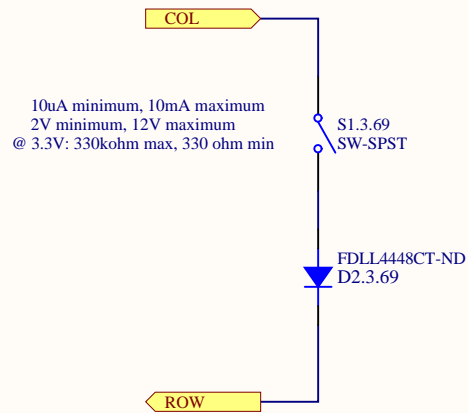 COL
10uA minimum, 10mA maximum
2V minimum, 12V maximum
@ 3.3V: 330kohm max, 330 ohm min
S1.3.69
SW-SPST
FDLL4448CT-ND
D2.3.69
ROW